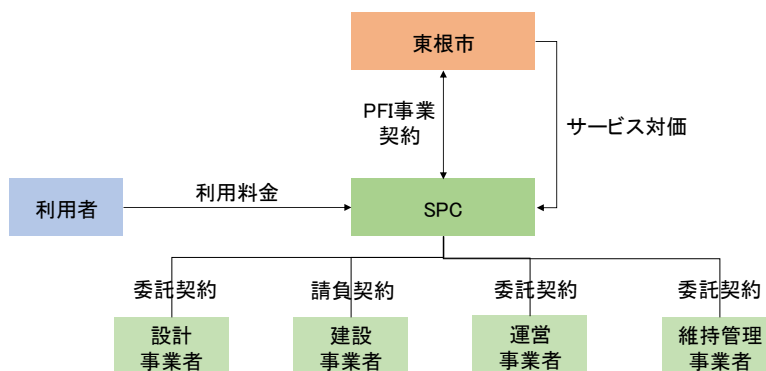 東根市
PFI事業
契約
サービス対価
利用者
利用料金
SPC
委託契約
請負契約
委託契約
委託契約
設計
事業者
建設
事業者
運営
事業者
維持管理
事業者